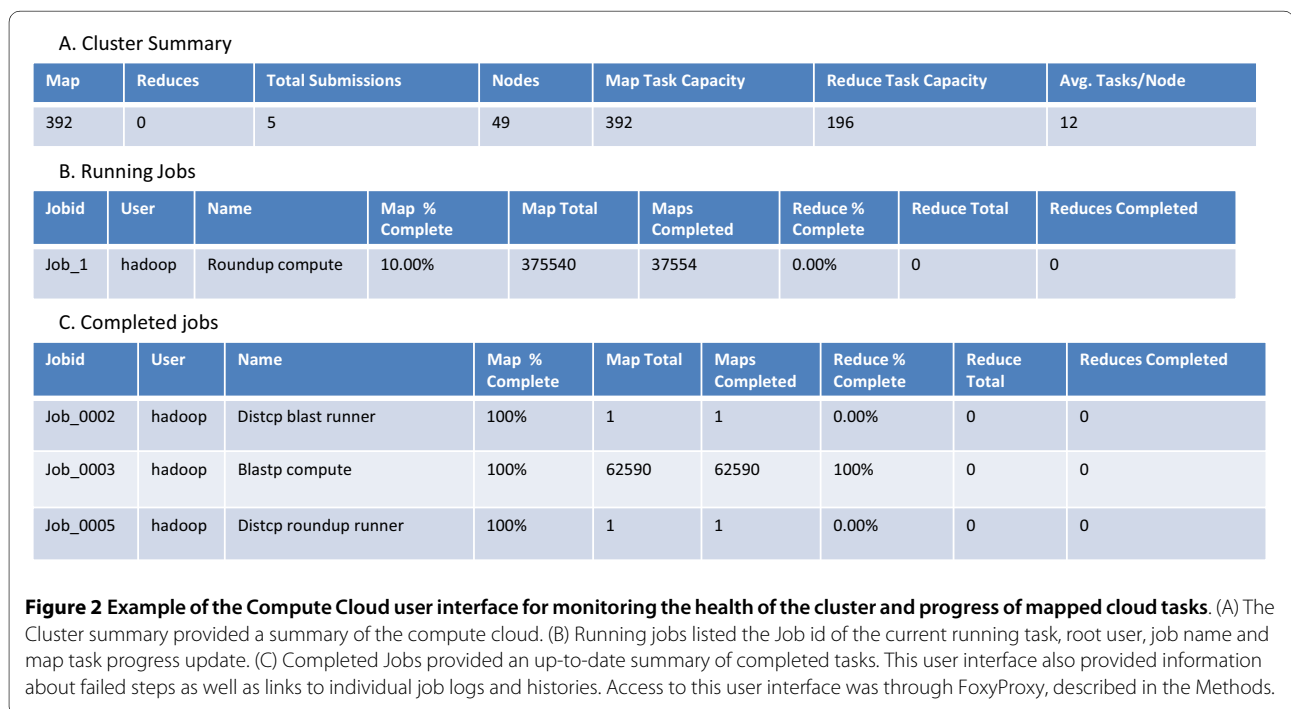 A. Cluster Summary
Map Reduces Total Submissions Nodes Map Task Capacity Reduce Task Capacity Avg. Tasks/Node
392 0 5 49 392 196 12
B. Running Jobs
Jobid User Name Map % Complete Map Total Maps Completed Reduce % Complete Reduce Total Reduces Completed
Job_1 hadoop Roundup compute 10.00% 375540 37554 0.00% 0 0
C. Completed jobs
Jobid User Name Map % Complete Map Total Maps Completed Reduce % Complete Reduce Total Reduces Completed
Job_0002 hadoop Distcp blast runner 100% 1 1 0.00% 0 0
Job_0003 hadoop Blastp compute 100% 62590 62590 100% 0 0
Job_0005 hadoop Distcp roundup runner 100% 1 1 0.00% 0 0
Figure 2 Example of the Compute Cloud user interface for monitoring the health of the cluster and progress of mapped cloud tasks. (A) The
Cluster summary provided a summary of the compute cloud. (B) Running jobs listed the Job id of the current running task, root user, job name and
map task progress update. (C) Completed Jobs provided an up-to-date summary of completed tasks. This user interface also provided information
about failed steps as well as links to individual job logs and histories. Access to this user interface was through FoxyProxy, described in the Methods.